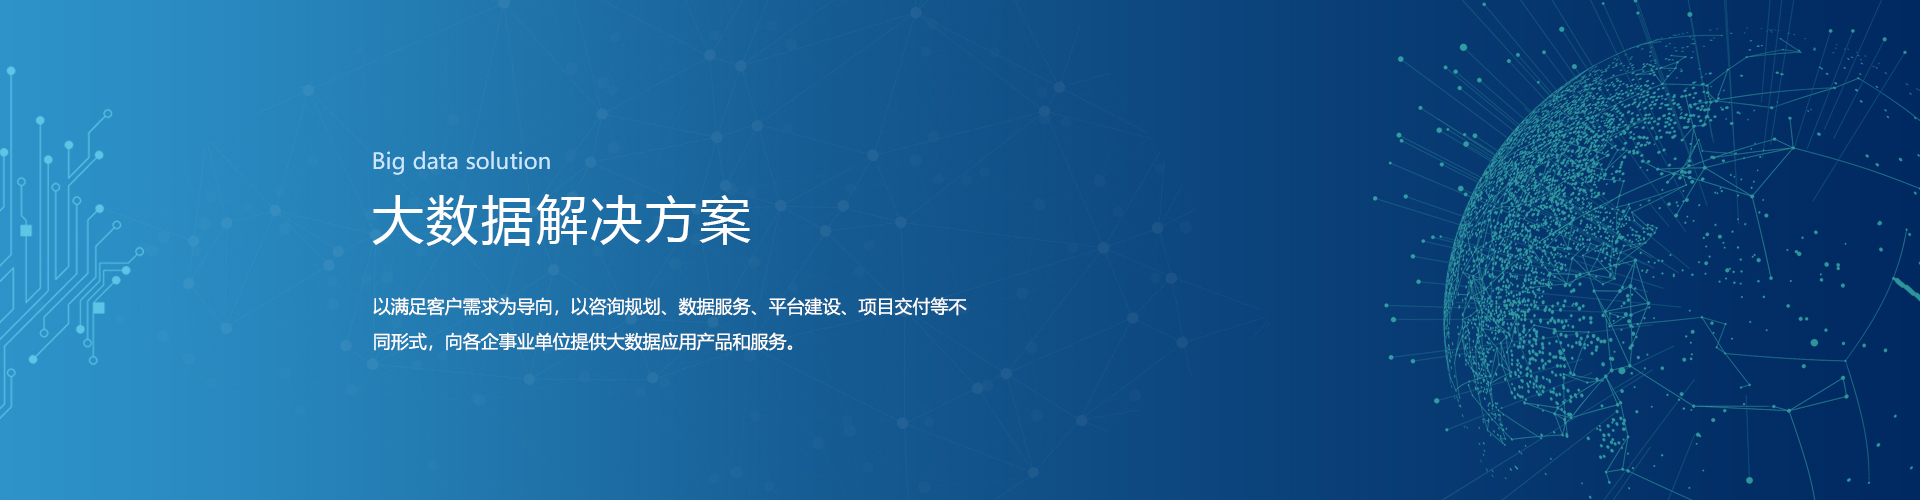 Big data solution
大数据解决方案
以满足客户需求为导向，以咨询规划、数据服务、平台建设、项目交付等不
同形式，向各企事业单位提供大数据应用产品和服务。